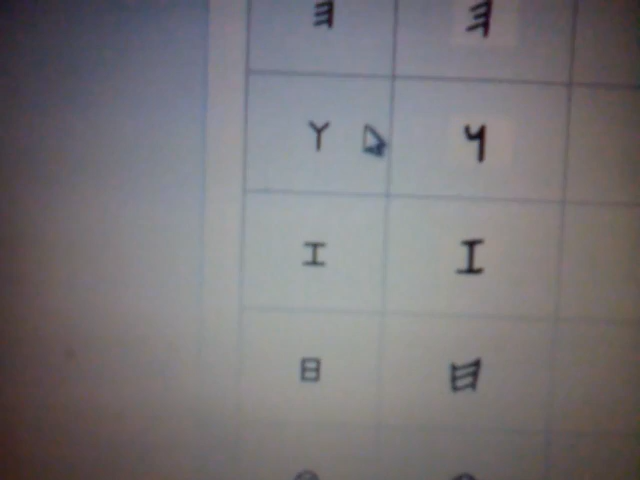 𐤄 𐤄
𐤅 𐤅
𐤆 𐤆
𐤇 𐤇